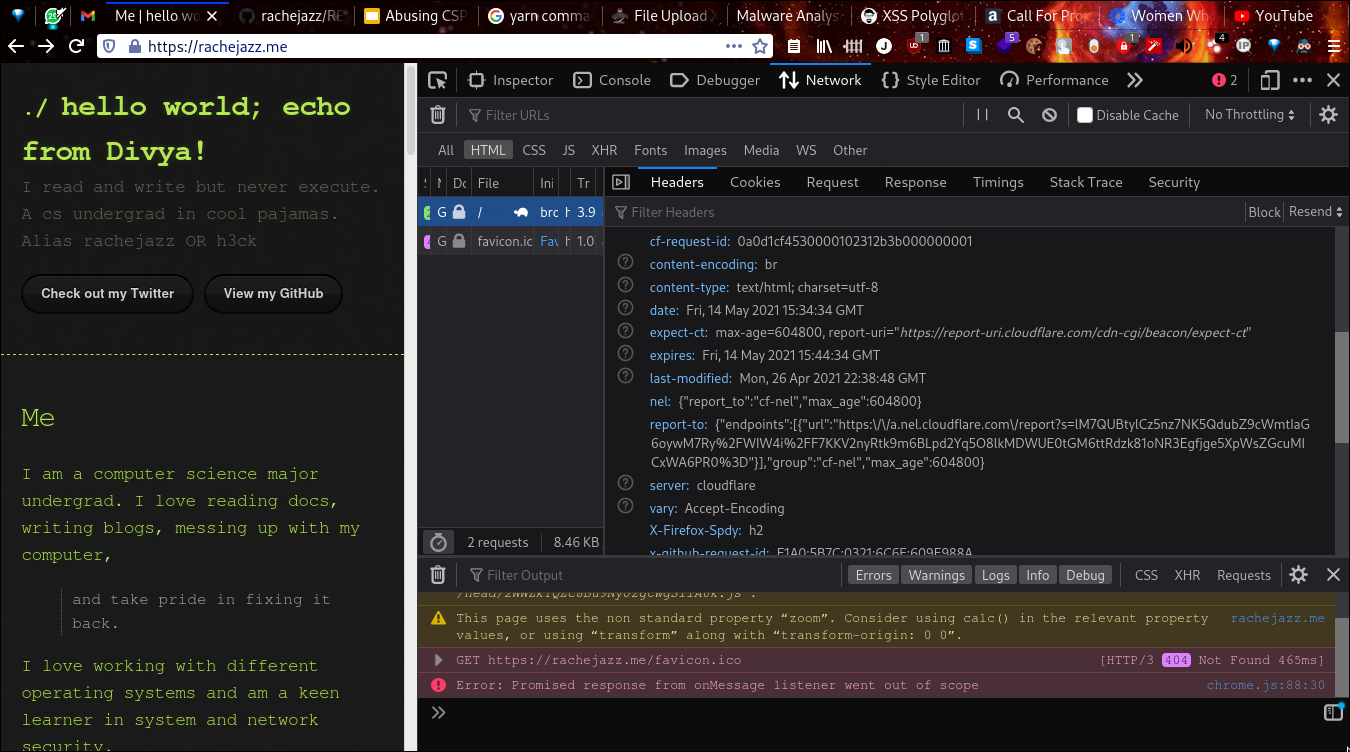 Me | hello wo
rachejazz/RE
Abusing CSP
yarn comma
File Upload
Malware Analys
XSS Polyglot
Call For Pro
Women Who
YouTube
https://rachejazz.me
./ hello world; echo
from Divya!
I read and write but never execute.
A cs undergrad in cool pajamas.
Alias rachejazz OR h3ck
Check out my Twitter
View my GitHub
Me
I am a computer science major
undergrad. I love reading docs,
writing blogs, messing up with my
computer,
and take pride in fixing it
back.
I love working with different
operating systems and am a keen
learner in system and network
security.
Inspector Console Debugger Network Style Editor Performance 2
Filter URLs Disable Cache No Throttling
All HTML CSS JS XHR Fonts Images Media WS Other
File Ini Tr
G / brc h 3.9
G favicon.ic Fav h 1.0
2 requests 8.46 KB
Headers Cookies Request Response Timings Stack Trace Security
Filter Headers Block Resend
cf-request-id: 0a0d1cf4530000102312b3b000000001
content-encoding: br
content-type: text/html; charset=utf-8
date: Fri, 14 May 2021 15:34:34 GMT
expect-ct: max-age=604800, report-uri="https://report-uri.cloudflare.com/cdn-cgi/beacon/expect-ct"
expires: Fri, 14 May 2021 15:44:34 GMT
last-modified: Mon, 26 Apr 2021 22:38:48 GMT
nel: {"report_to":"cf-nel","max_age":604800}
report-to: {"endpoints":[{"url":"https:\/\/a.nel.cloudflare.com\/report?s=lM7QUBtylCz5nz7NK5QdubZ9cWmtIaG
6oywM7Ry%2FWIW4i%2FF7KKV2nyRtk9m6BLpd2Yq5O8lkMDWUE0tGM6ttRdzk81oNR3Egfjge5XpWsZGcuMI
CxWA6PR0%3D"}],"group":"cf-nel","max_age":604800}
server: cloudflare
vary: Accept-Encoding
X-Firefox-Spdy: h2
x-github-request-id:
Filter Output Errors Warnings Logs Info Debug CSS XHR Requests
This page uses the non standard property “zoom”. Consider using calc() in the relevant property rachejazz.me
values, or using “transform” along with “transform-origin: 0 0”.
GET https://rachejazz.me/favicon.ico [HTTP/3 404 Not Found 465ms]
Error: Promised response from onMessage listener went out of scope chrome.js:88:30